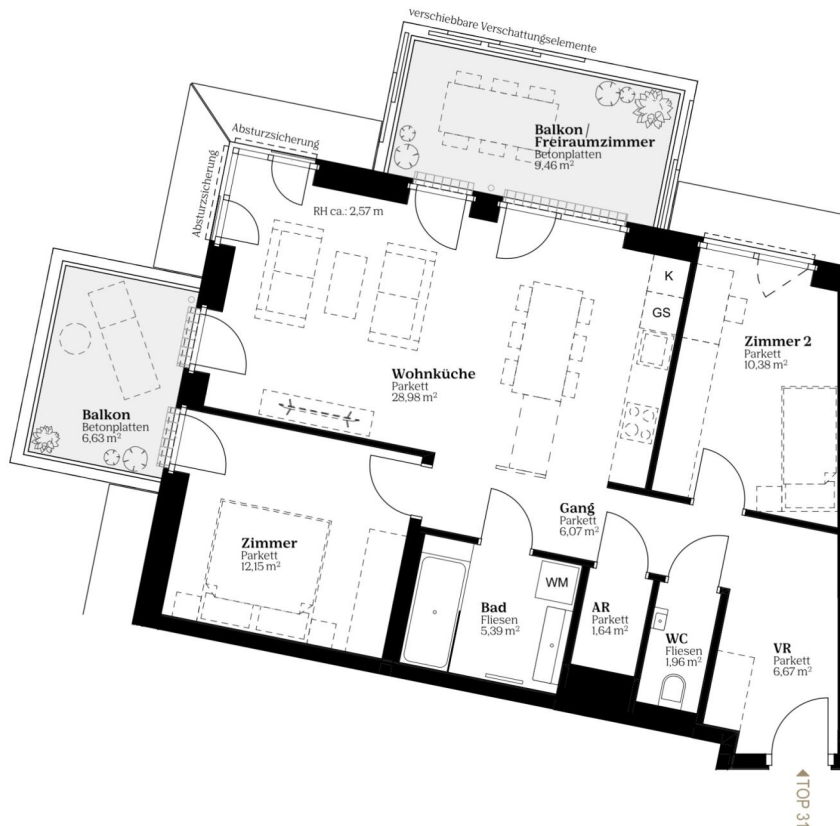 verschiebbare Verschattungselemente
Absturzsicherung
Absturzsicherung
Balkon /
Freiraumzimmer
Betonplatten
9,46 m²
RH ca.: 2,57 m
K
GS
Zimmer 2
Parkett
10,38 m²
Wohnküche
Parkett
28,98 m²
Balkon
Betonplatten
6,63 m²
Gang
Parkett
6,07 m²
Zimmer
Parkett
12,15 m²
WM
Bad
Fliesen
5,39 m²
AR
Parkett
1,64 m²
WC
Fliesen
1,96 m²
VR
Parkett
6,67 m²
TOP 31